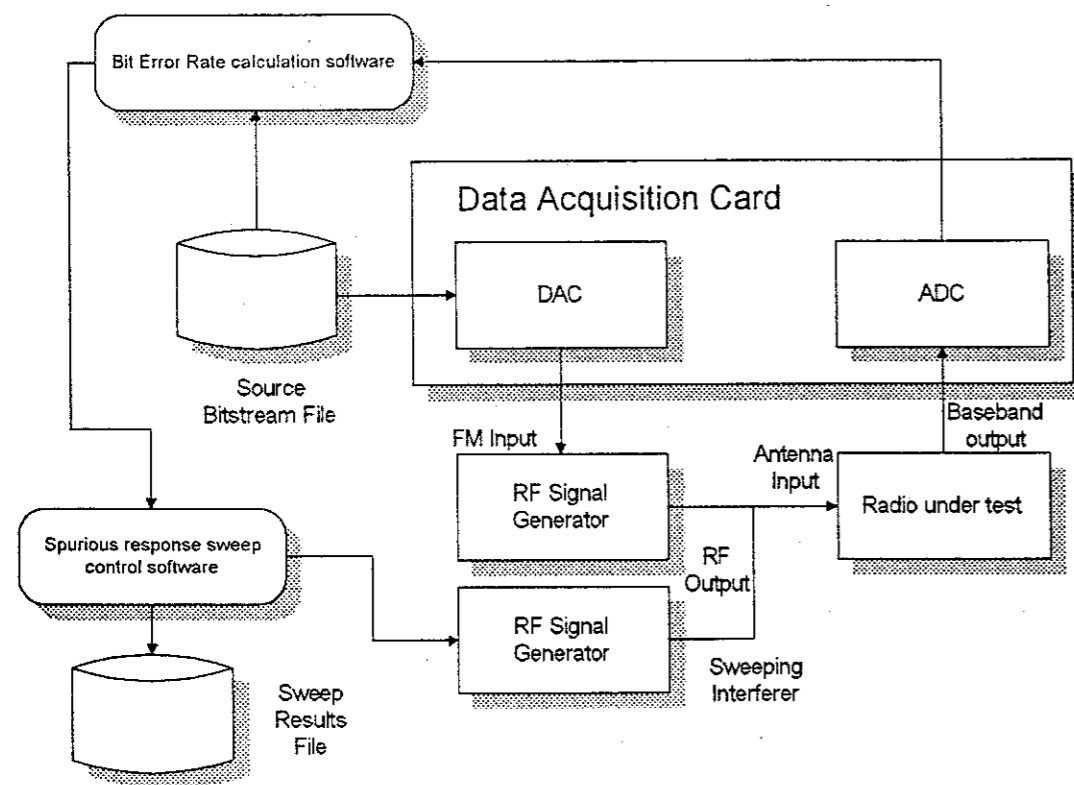 Bit Error Rate calculation software
Data Acquisition Card
DAC
ADC
Source
Bitstream File
FM Input
Baseband
output
Antenna
Input
RF Signal
Generator
Radio under test
Spurious response sweep
control software
RF
Output
RF Signal
Generator
Sweeping
Interferer
Sweep
Results
File